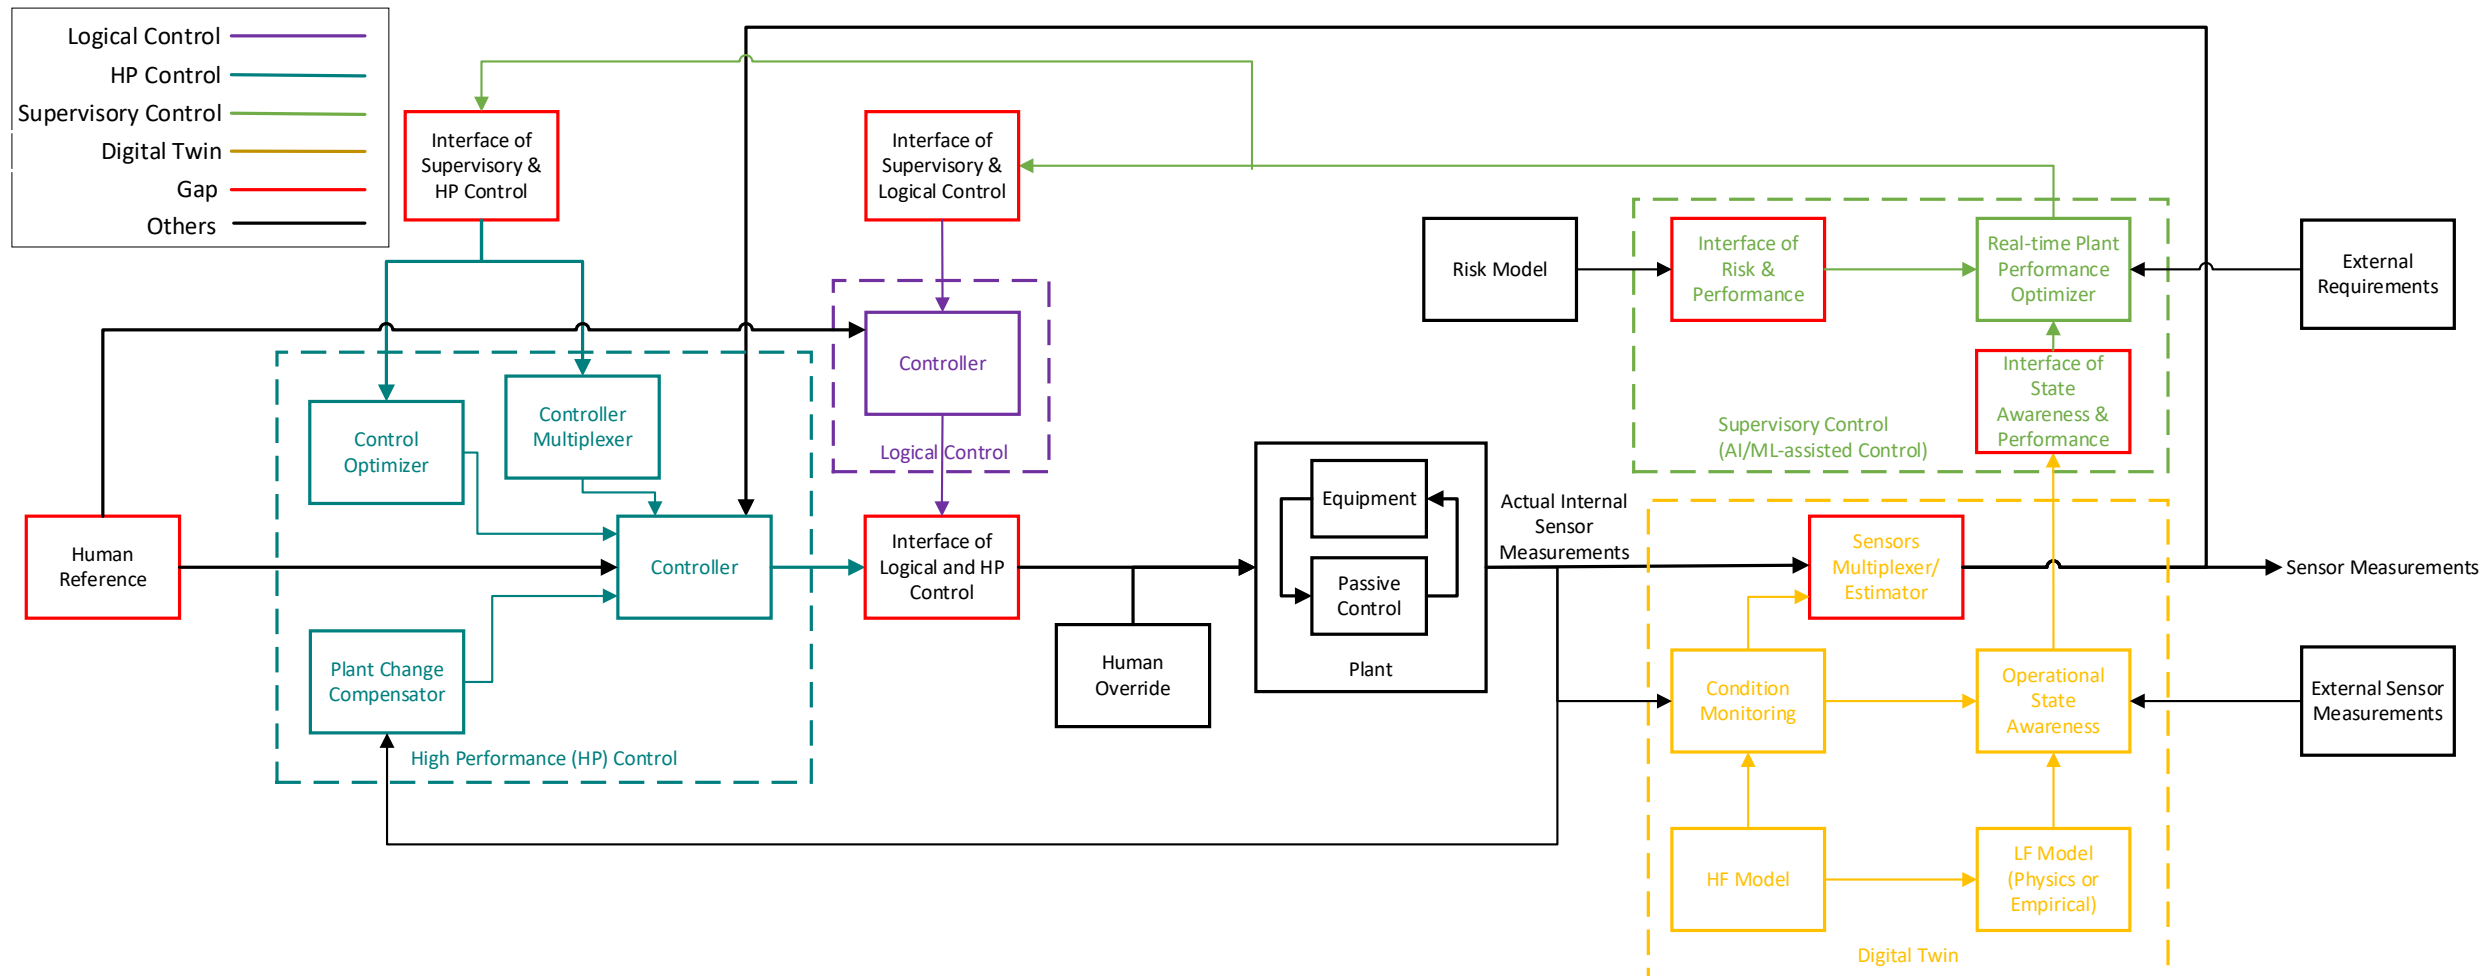 Logical Control
HP Control
Supervisory Control
Digital Twin
Gap
Others
Interface of
Supervisory &
HP Control
Interface of
Supervisory &
Logical Control
Risk Model
Interface of
Risk &
Performance
Real-time Plant
Performance
Optimizer
External
Requirements
Controller
Logical Control
Control
Optimizer
Controller
Multiplexer
Interface of
State
Awareness &
Performance
Supervisory Control
(AI/ML-assisted Control)
Human
Reference
Controller
Interface of
Logical and HP
Control
Equipment
Passive
Control
Plant
Actual Internal
Sensor
Measurements
Sensors
Multiplexer/
Estimator
Sensor Measurements
Plant Change
Compensator
High Performance (HP) Control
Human
Override
Condition
Monitoring
Operational
State
Awareness
External Sensor
Measurements
HF Model
LF Model
(Physics or
Empirical)
Digital Twin